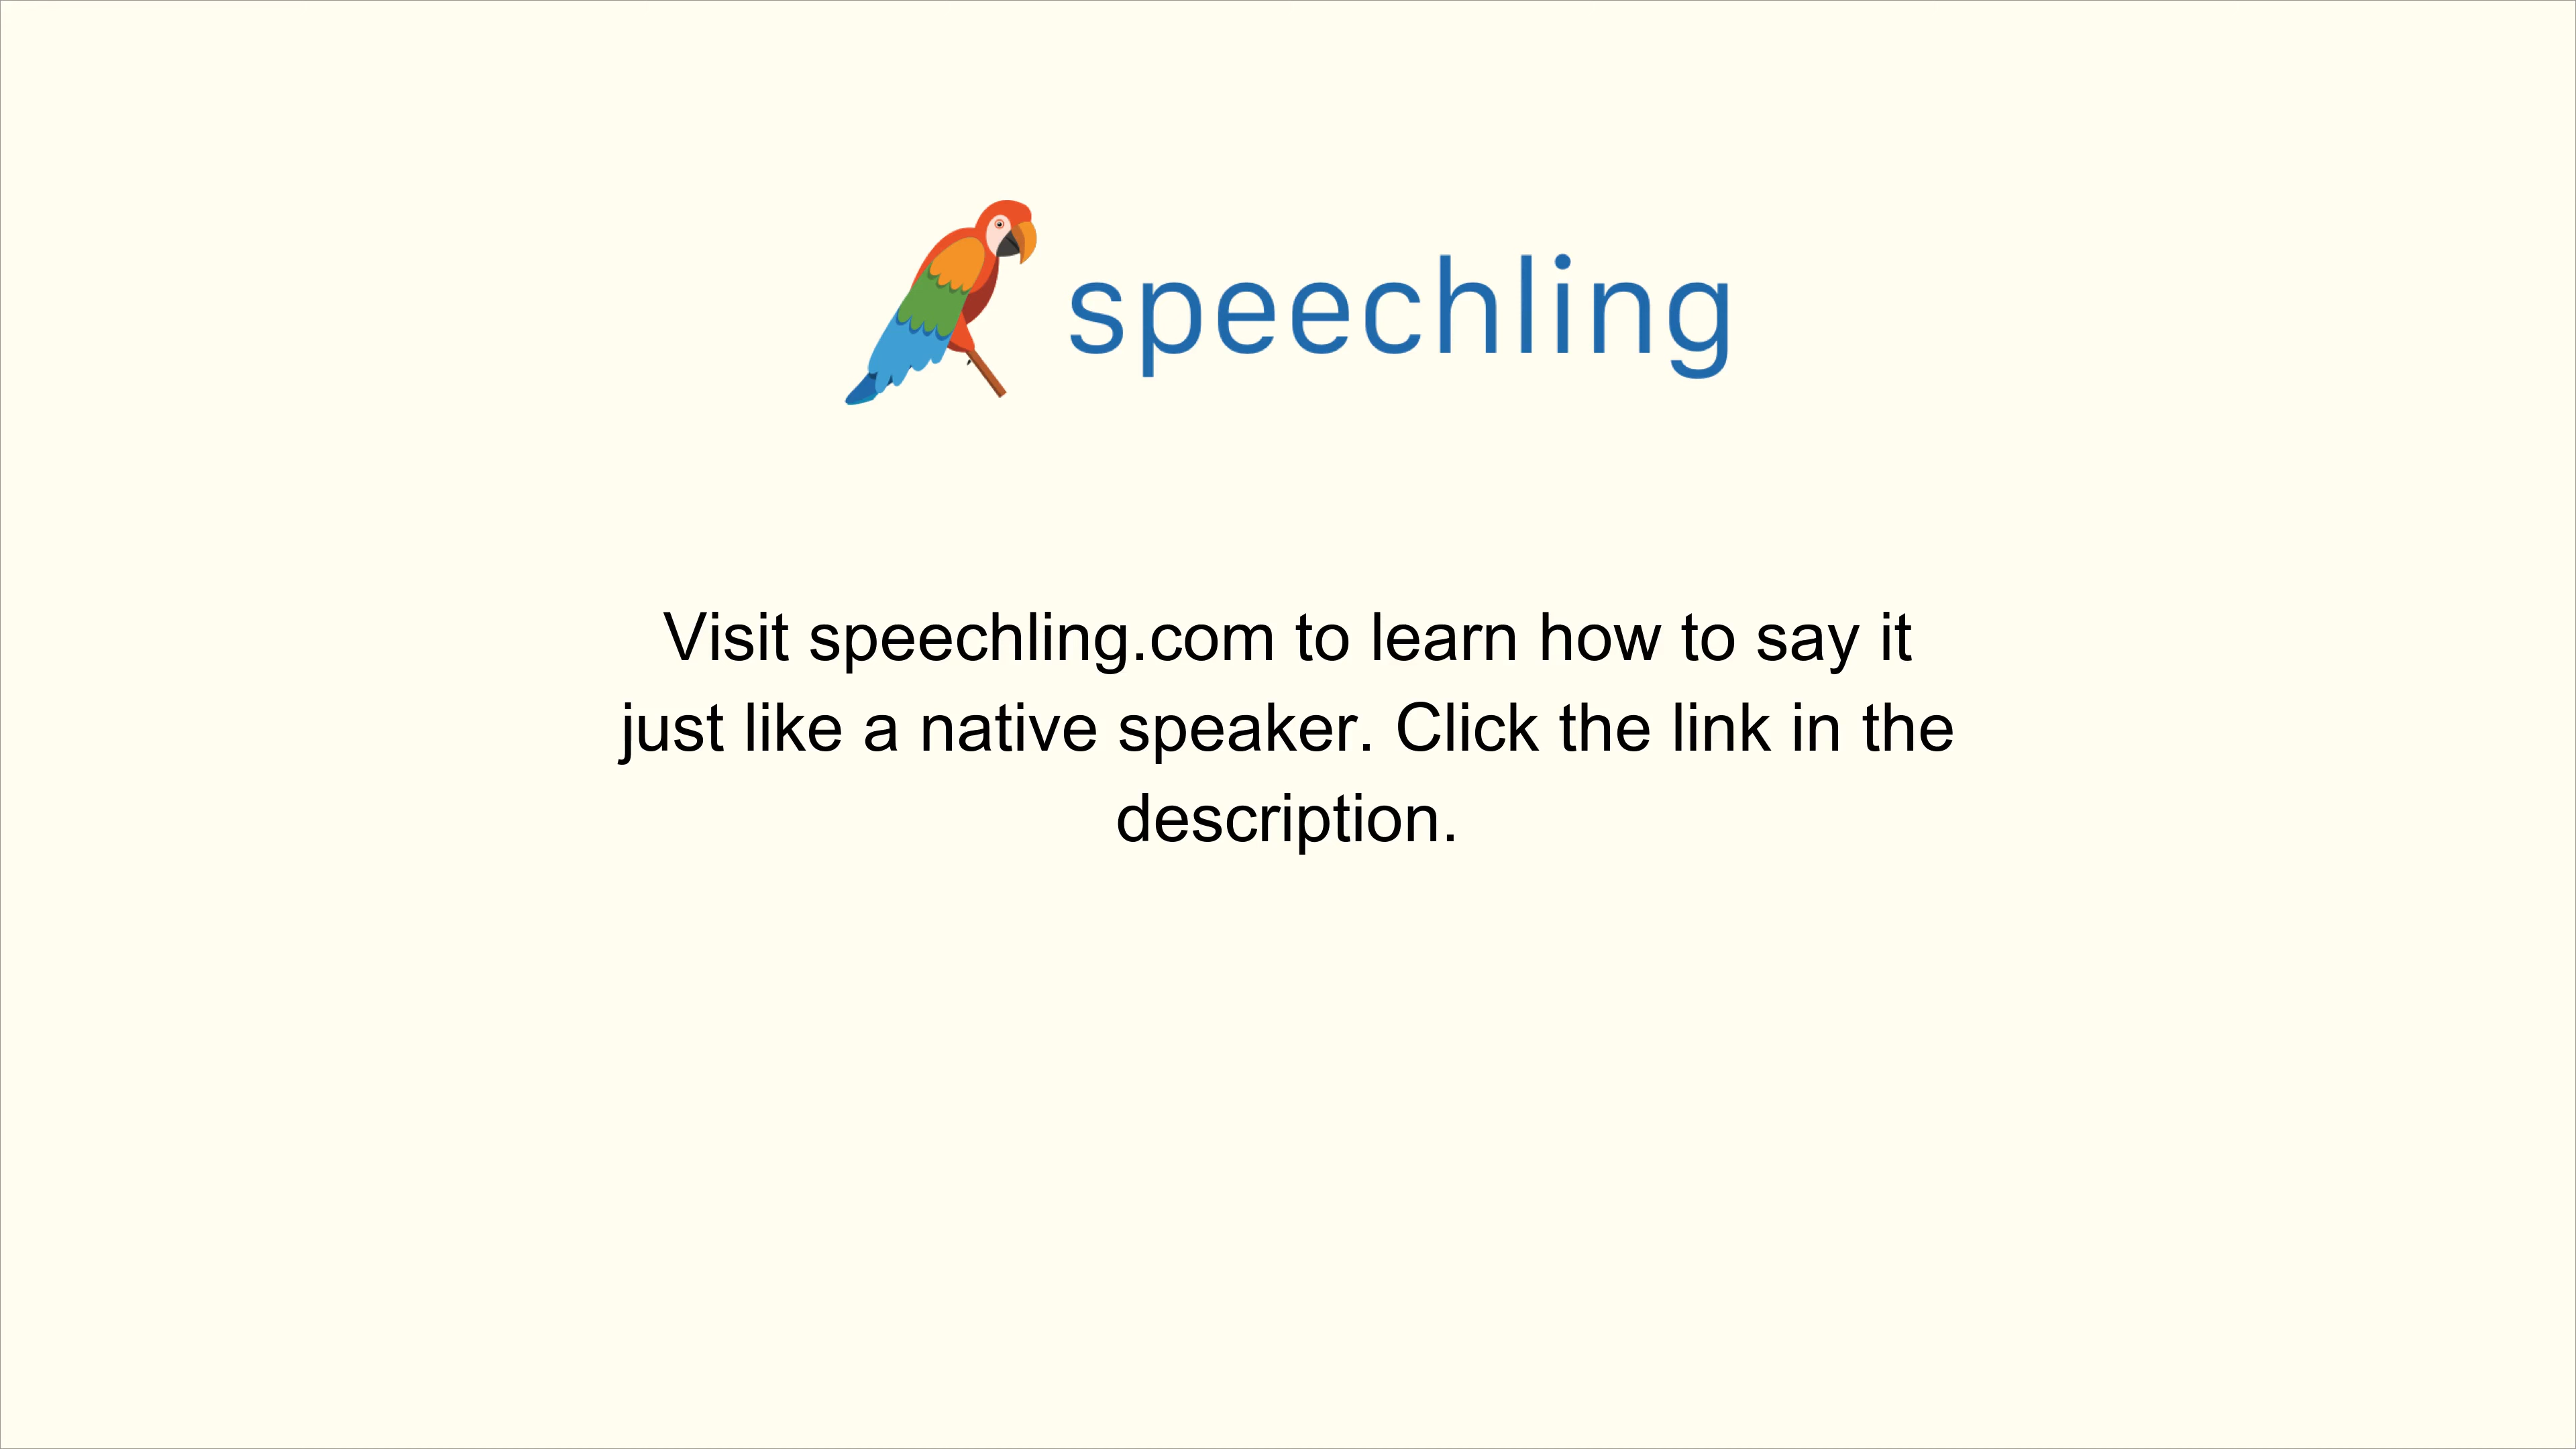 speechling
Visit speechling.com to learn how to say it
just like a native speaker. Click the link in the
description.